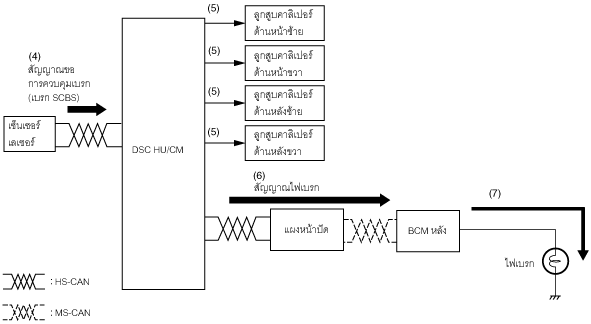 (4)
สัญญาณขอ
การควบคุมเบรก
(เบรก SCBS)
เซ็นเซอร์
เลเซอร์
DSC HU/CM
(5)
ลูกสูบคาลิเปอร์
ด้านหน้าซ้าย
(5)
ลูกสูบคาลิเปอร์
ด้านหน้าขวา
(5)
ลูกสูบคาลิเปอร์
ด้านหลังซ้าย
(5)
ลูกสูบคาลิเปอร์
ด้านหลังขวา
(6)
สัญญาณไฟเบรก
แผงหน้าปัด
BCM หลัง
(7)
ไฟเบรก
: HS-CAN
: MS-CAN